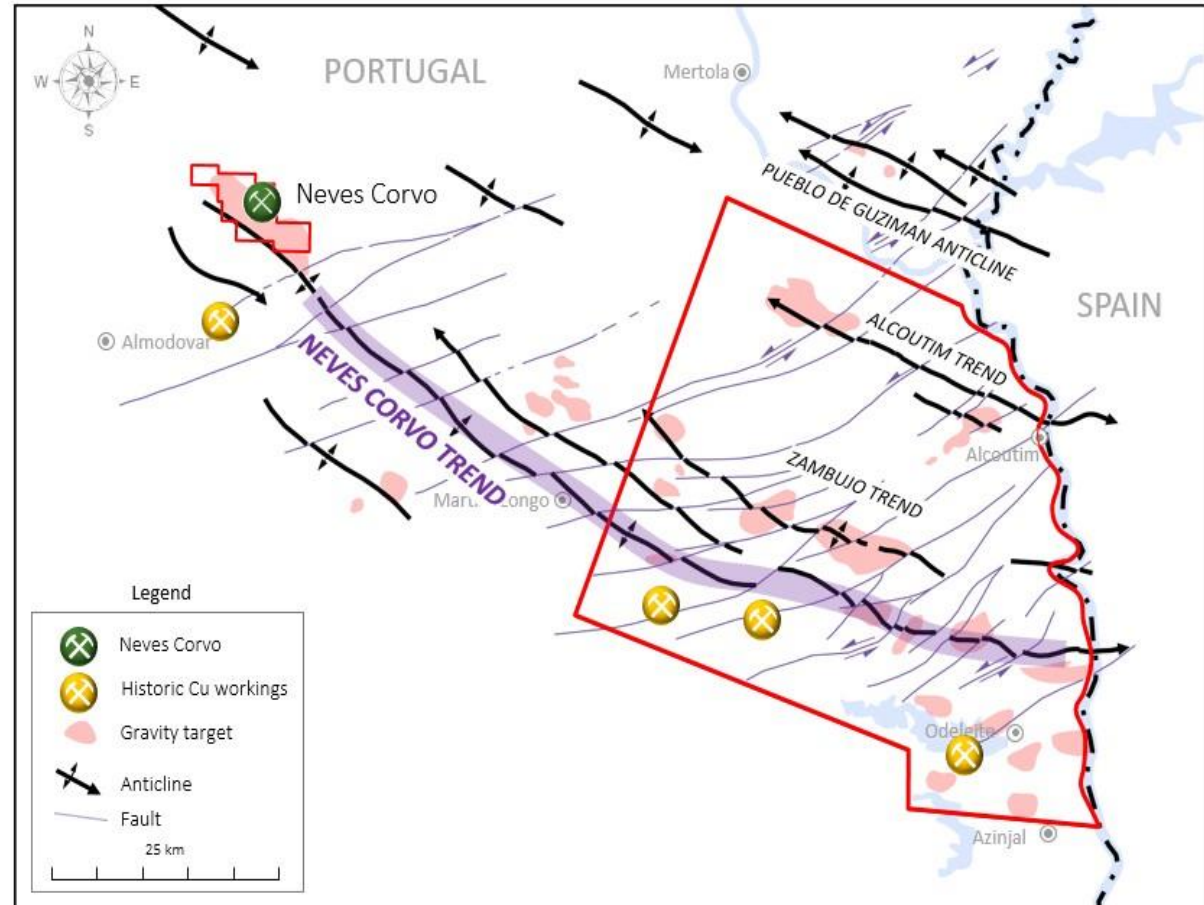 N
W
E
S
PORTUGAL
Mertola
Neves Corvo
PUEBLO DE GUZIMAN ANTICLINE
SPAIN
ALCOUTIM TREND
Almodovar
NEVES CORVO TREND
Alcoutim
ZAMBUJO TREND
Longo
Odeleite
Azinjal
Legend
Neves Corvo
Historic Cu workings
Gravity target
Anticline
Fault
25 km